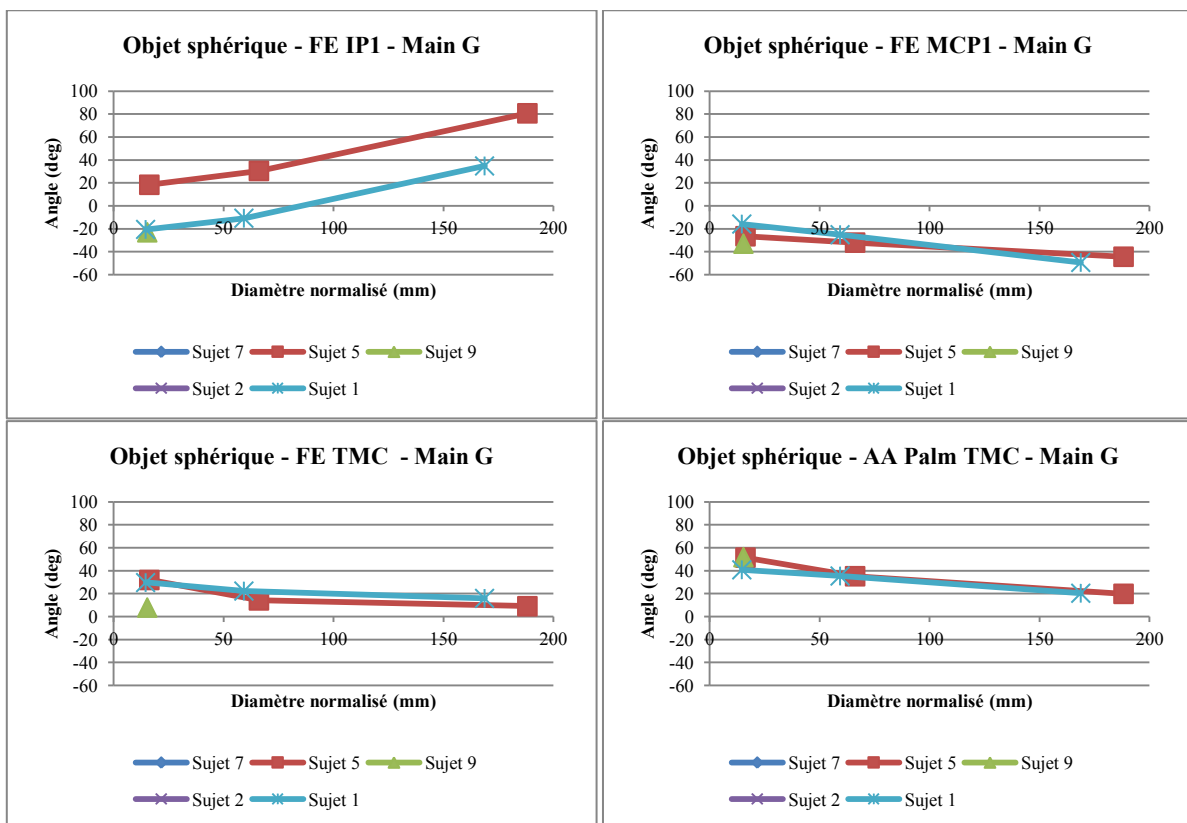 Objet sphérique - FE IP1 - Main G
100
80
60
40
20
0
-20
-40
-60
0 50 100 150 200
Angle (deg)
Diamètre normalisé (mm)
Sujet 7 Sujet 5 Sujet 9
Sujet 2 Sujet 1
Objet sphérique - FE MCP1 - Main G
100
80
60
40
20
0
-20
-40
-60
0 50 100 150 200
Angle (deg)
Diamètre normalisé (mm)
Sujet 7 Sujet 5 Sujet 9
Sujet 2 Sujet 1
Objet sphérique - FE TMC - Main G
100
80
60
40
20
0
-20
-40
-60
0 50 100 150 200
Angle (deg)
Diamètre normalisé (mm)
Sujet 7 Sujet 5 Sujet 9
Sujet 2 Sujet 1
Objet sphérique - AA Palm TMC - Main G
100
80
60
40
20
0
-20
-40
-60
0 50 100 150 200
Angle (deg)
Diamètre normalisé (mm)
Sujet 7 Sujet 5 Sujet 9
Sujet 2 Sujet 1